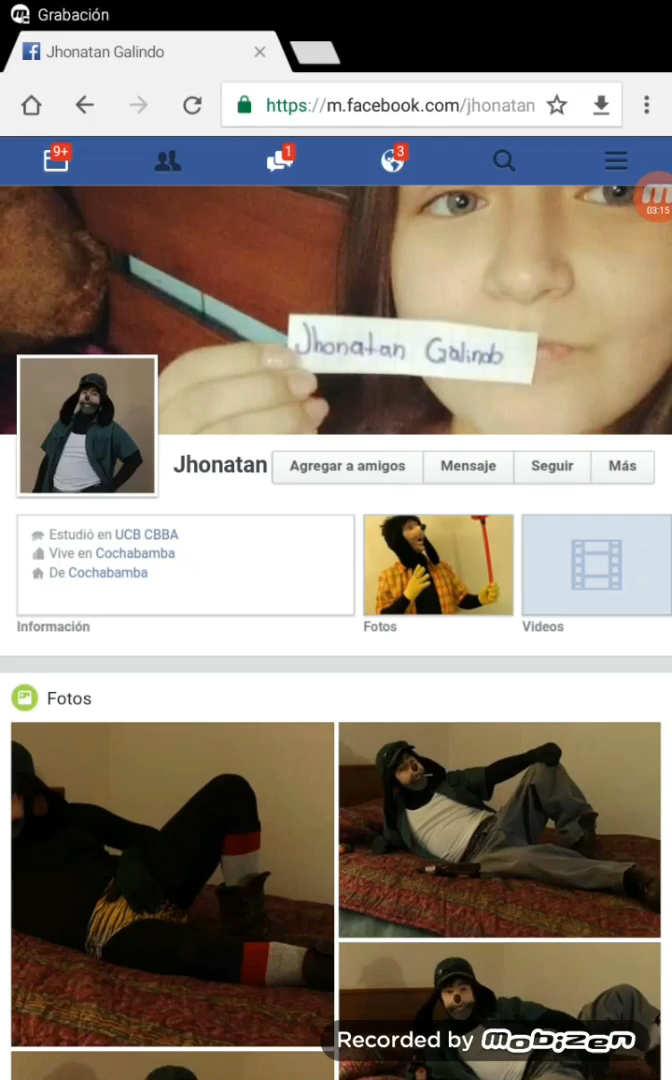 Grabación
Jhonatan Galindo
https://m.facebook.com/jhonatan
9+
1
3
03:15
Jhonatan Galindo
Jhonatan
Agregar a amigos
Mensaje
Seguir
Más
Estudió en UCB CBBA
Vive en Cochabamba
De Cochabamba
Información
Fotos
Videos
Fotos
Recorded by Mobizen